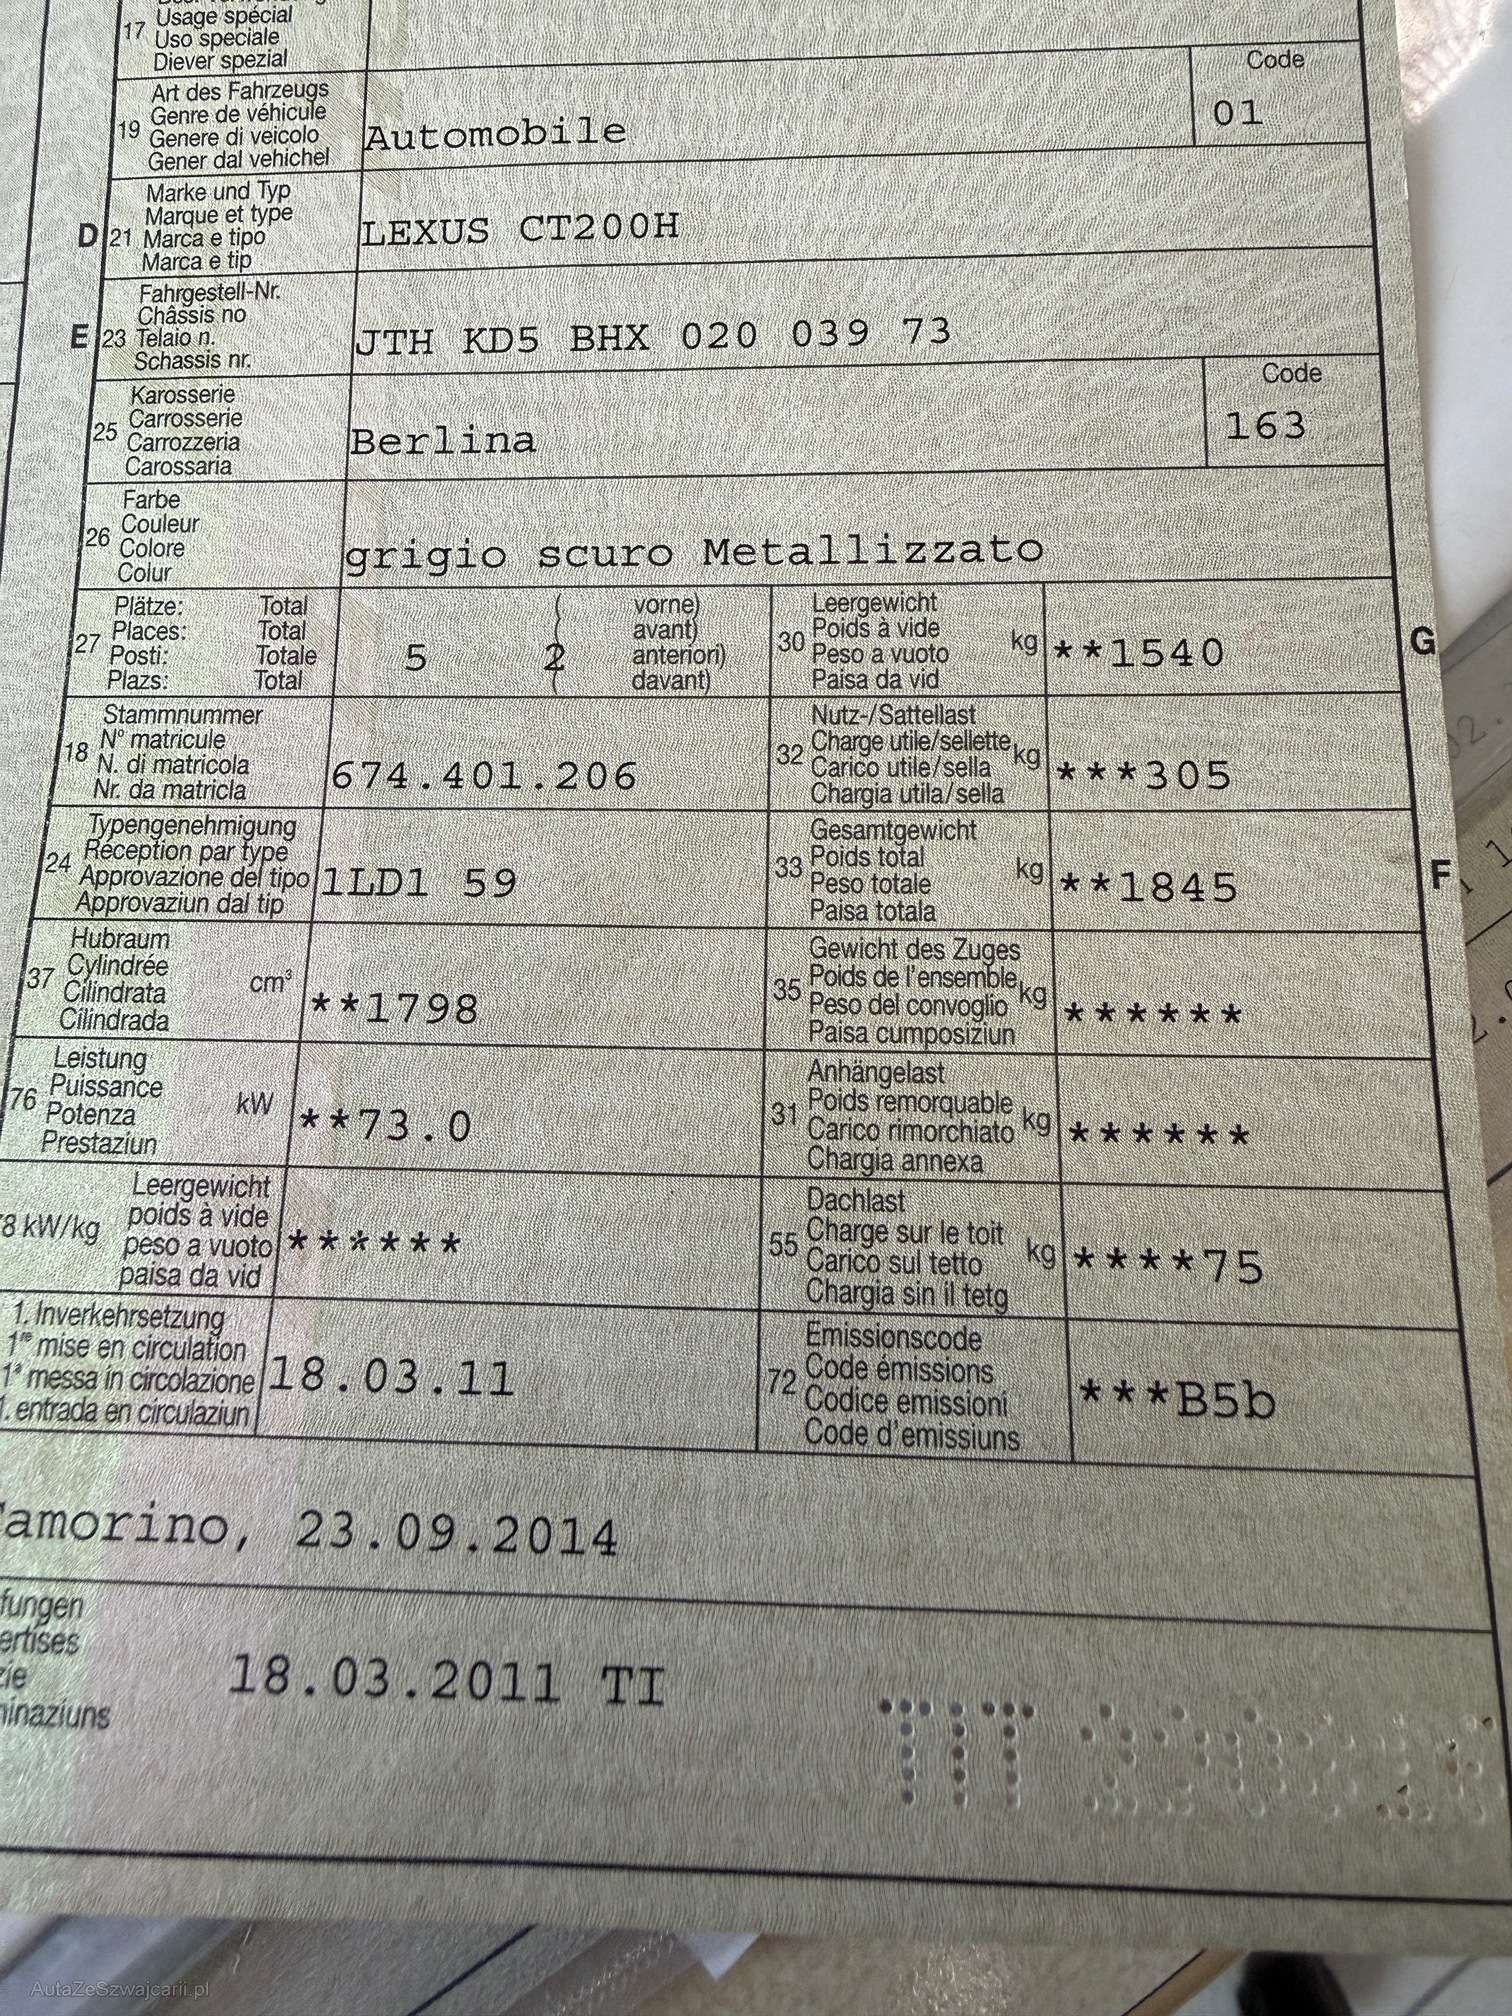 Usage spécial
17 Uso speciale
Diever spezial
Art des Fahrzeugs
Genre de véhicule
19 Genere di veicolo
Gener dal vehichel
Automobile
Code
01
Marke und Typ
Marque et type
D 21 Marca e tipo
Marca e tip
LEXUS CT200H
Fahrgestell-Nr.
Châssis no
E 23 Telaio n.
Schassis nr.
JTH KD5 BHX 020 039 73
Karosserie
Carrosserie
25 Carrozzeria
Carossaria
Berlina
Code
163
Farbe
Couleur
26 Colore
Colur
grigio scuro Metallizzato
Plätze: Total
Places: Total
27 Posti: Totale
Plazs: Total
5 2
( vorne)
avant)
anteriori)
( davant)
Leergewicht
Poids à vide
30 Peso a vuoto
Paisa da vid
kg **1540
G
Stammnummer
N° matricule
18 N. di matricola
Nr. da matricla
674.401.206
Nutz-/Sattellast
Charge utile/sellette
32 Carico utile/sella
Chargia utila/sella
kg ***305
Typengenehmigung
Réception par type
24 Approvazione del tipo
Approvaziun dal tip
1LD1 59
Gesamtgewicht
Poids total
33 Peso totale
Paisa totala
kg **1845
F
Hubraum
Cylindrée
37 Cilindrata
Cilindrada
cm³ **1798
Gewicht des Zuges
Poids de l'ensemble
35 Peso del convoglio
Paisa cumposiziun
kg ******
Leistung
Puissance
76 Potenza
Prestaziun
kW **73.0
Anhängelast
Poids remorquable
31 Carico rimorchiato
Chargia annexa
kg ******
Leergewicht
poids à vide
8 kW/kg peso a vuoto
paisa da vid
******
Dachlast
Charge sur le toit
55 Carico sul tetto
Chargia sin il tetg
kg ****75
1. Inverkehrsetzung
1re mise en circulation
1a messa in circolazione
1. entrada en circulaziun
18.03.11
Emissionscode
Code émissions
72 Codice emissioni
Code d'emissiuns
***B5b
amorino, 23.09.2014
fungen
ertises
zie
inaziuns
18.03.2011 TI
AutaZeSzwajcarii.pl